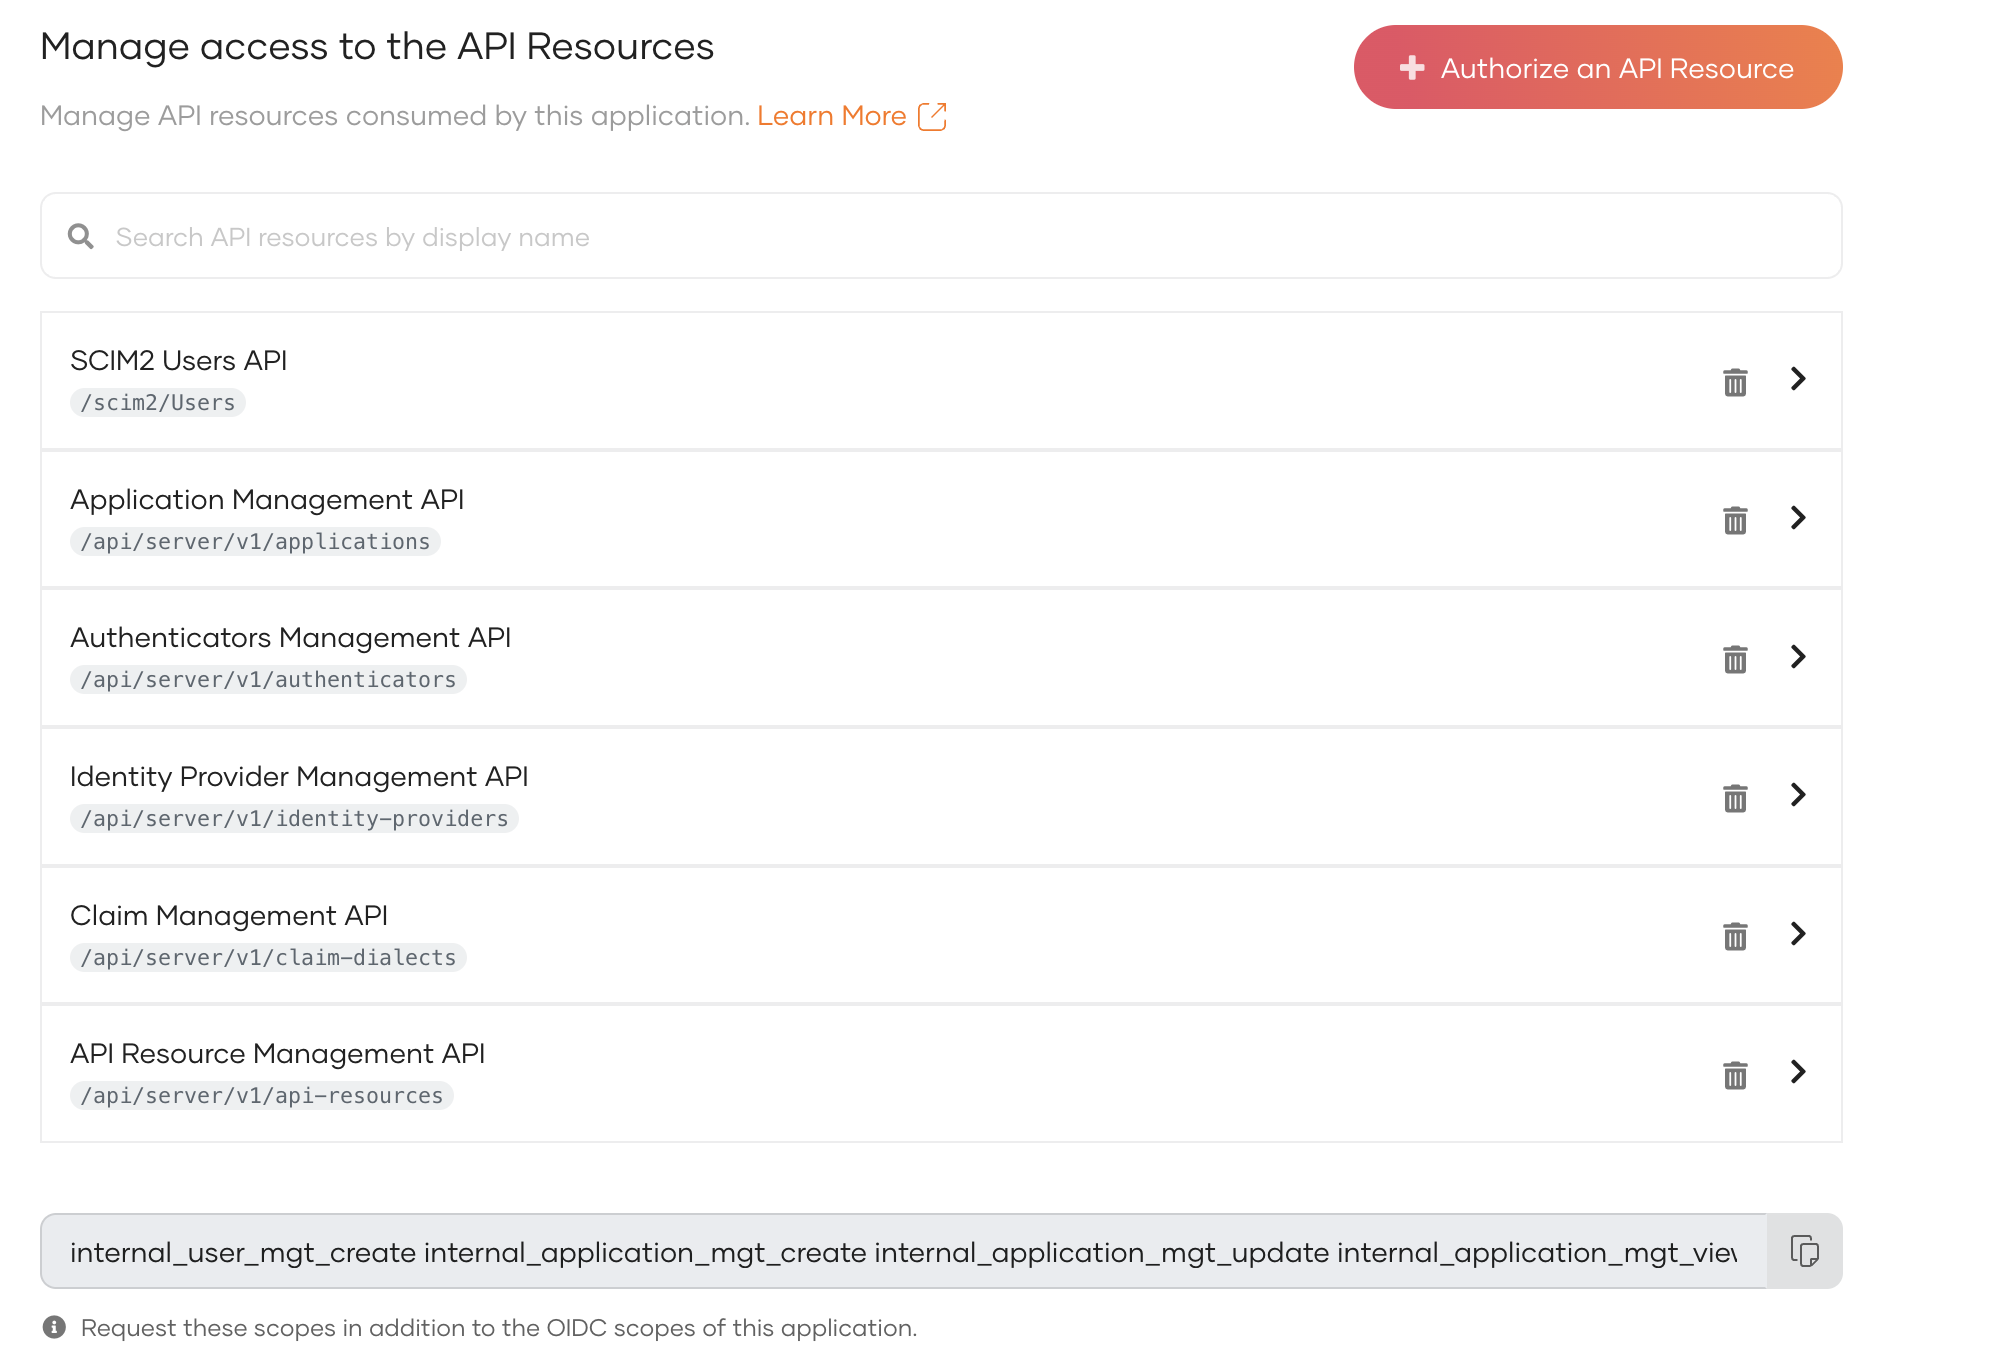 Manage access to the API Resources
Authorize an API Resource
Manage API resources consumed by this application. Learn More
Search API resources by display name
SCIM2 Users API
/scim2/Users
Application Management API
/api/server/v1/applications
Authenticators Management API
/api/server/v1/authenticators
Identity Provider Management API
/api/server/v1/identity-providers
Claim Management API
/api/server/v1/claim-dialects
API Resource Management API
/api/server/v1/api-resources
internal_user_mgt_create internal_application_mgt_create internal_application_mgt_update
Request these scopes in addition to the OIDC scopes of this application.